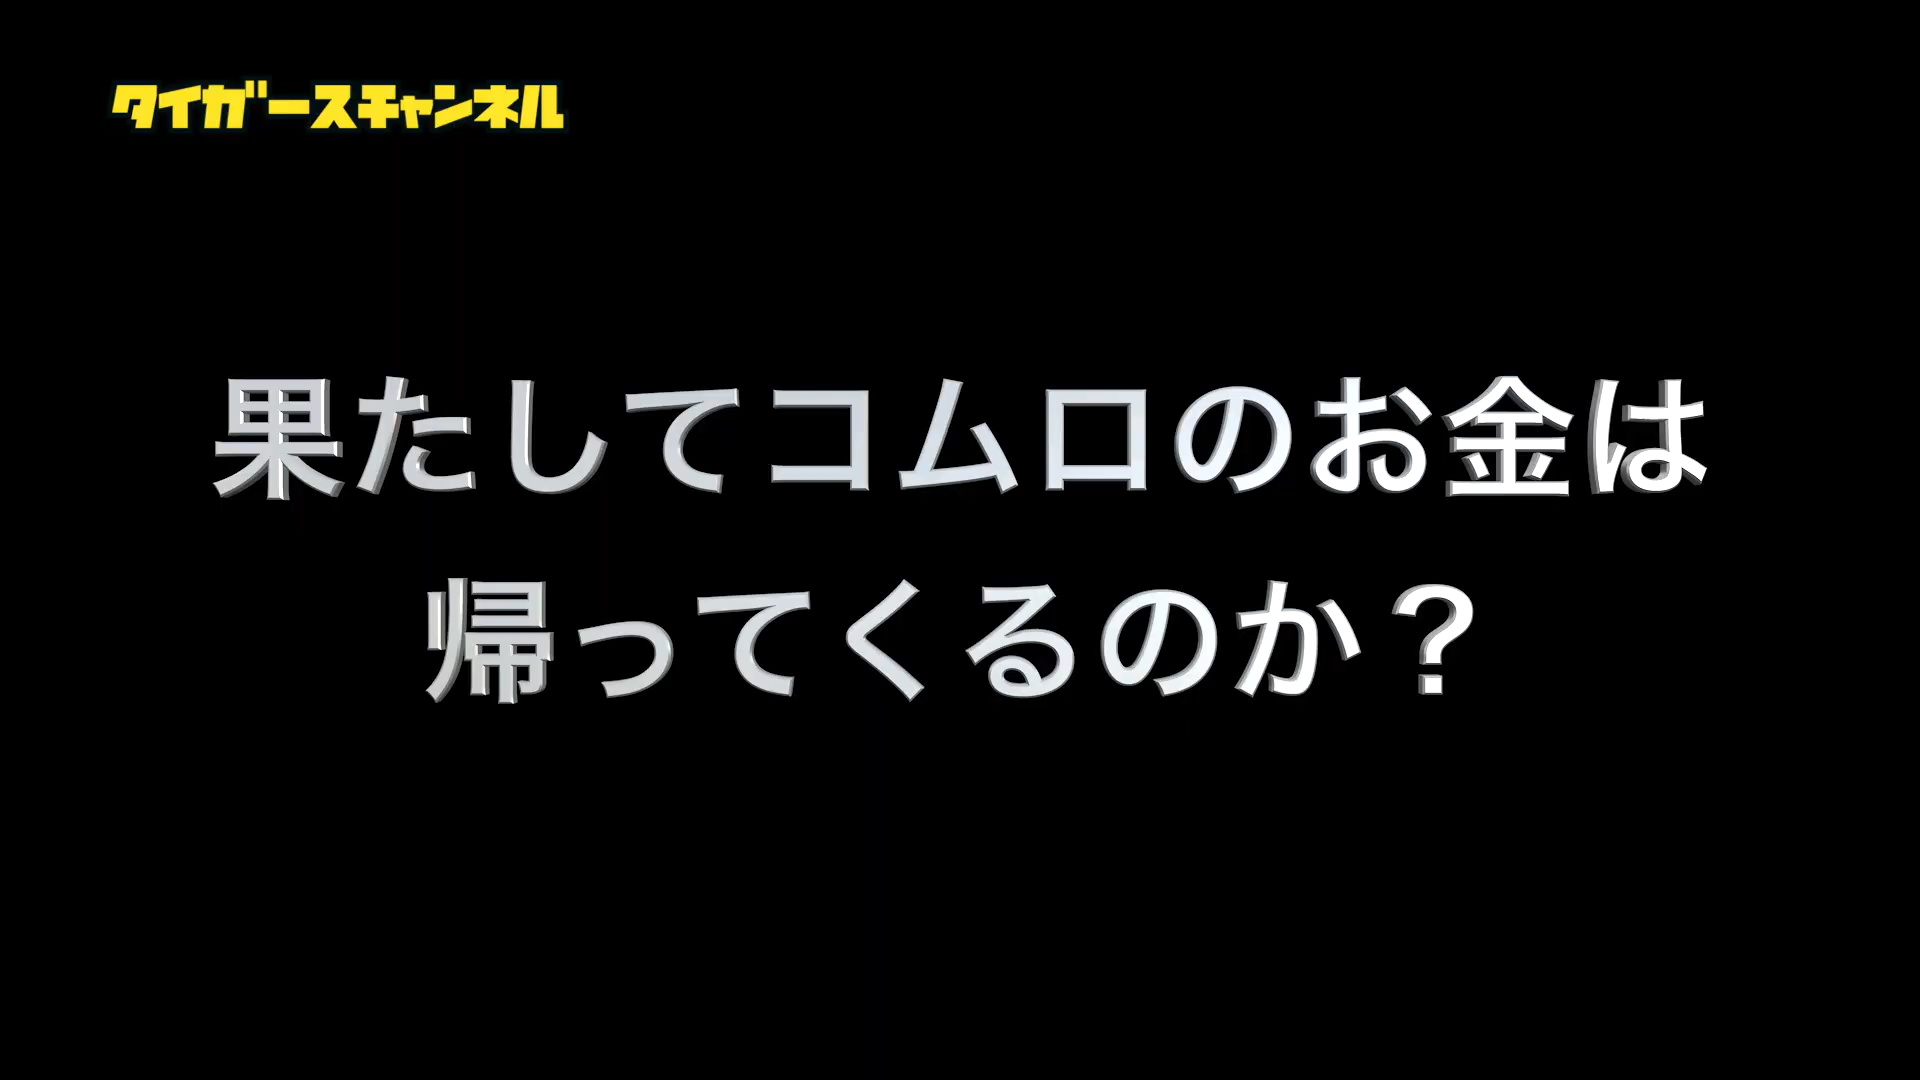 タイガースチャンネル
果たしてコムロのお金は
帰ってくるのか？